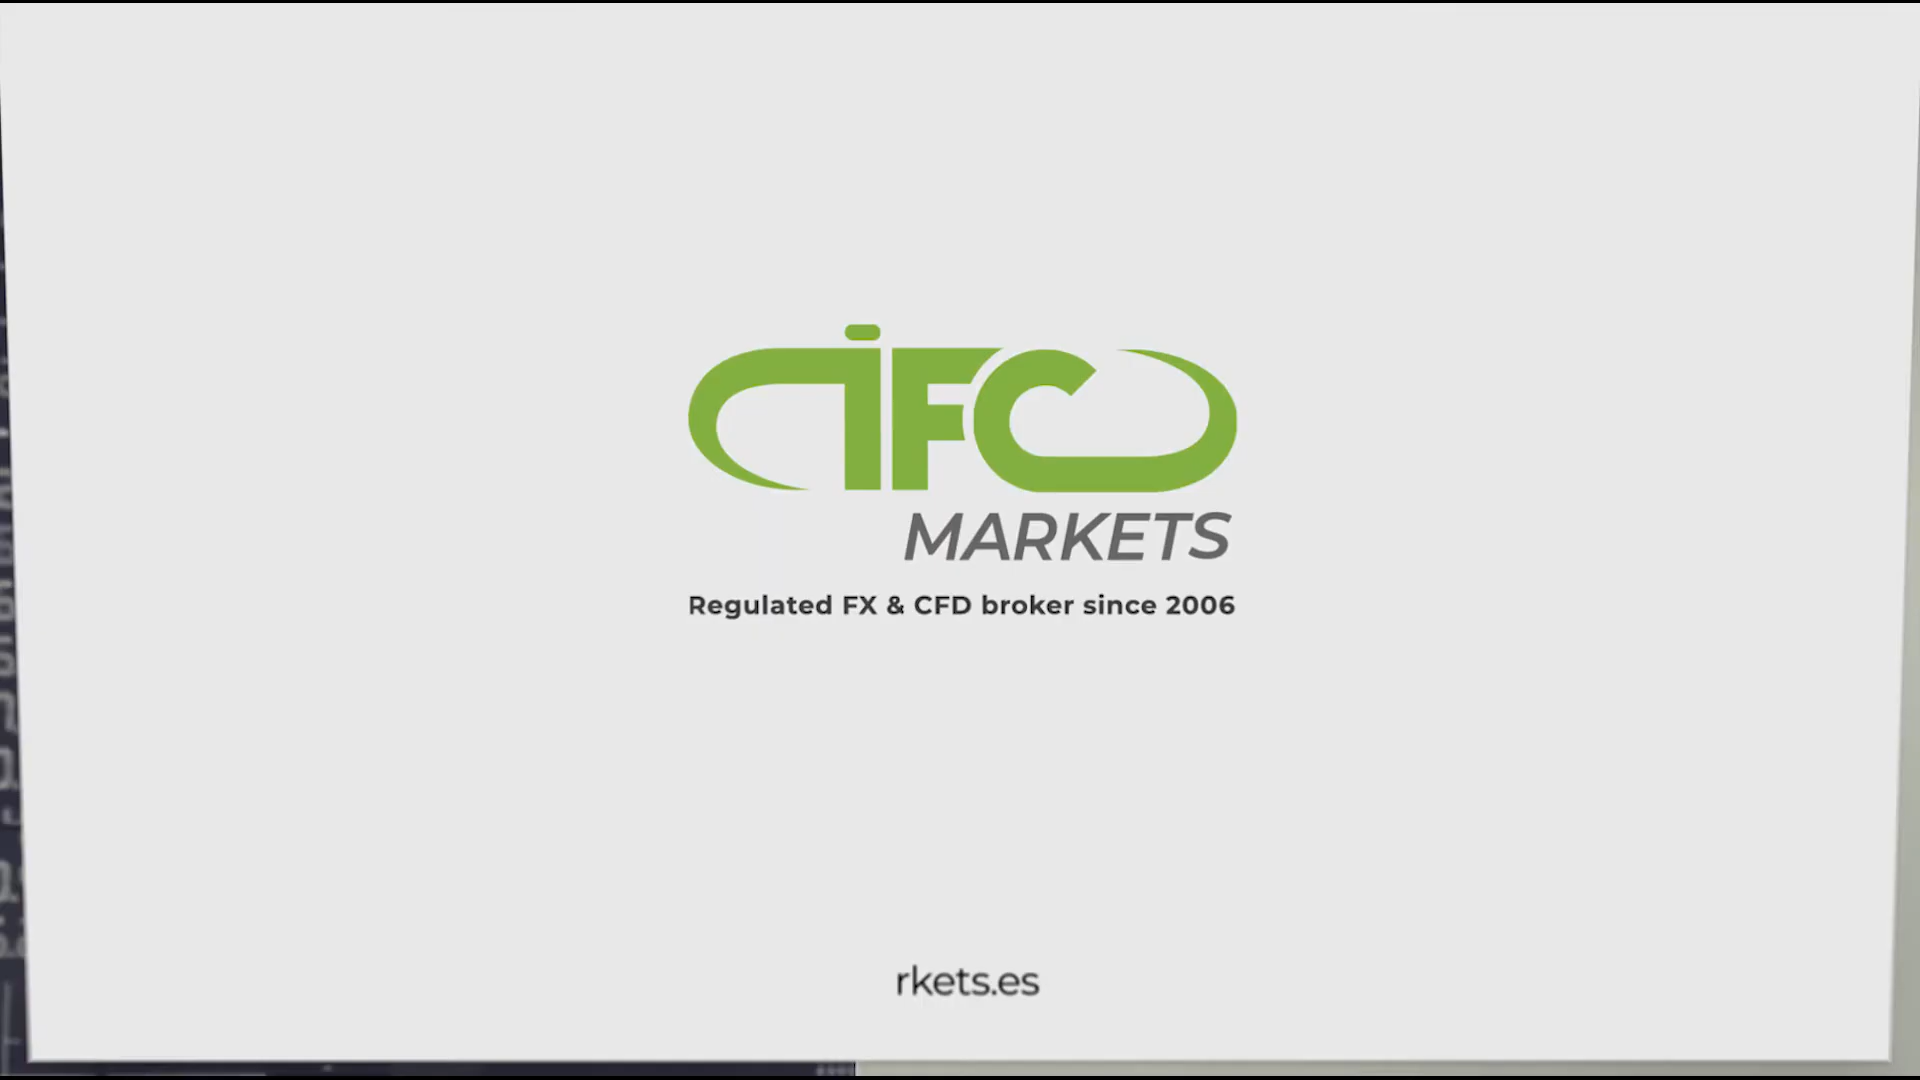 iFC
MARKETS
Regulated FX & CFD broker since 2006
rkets.es